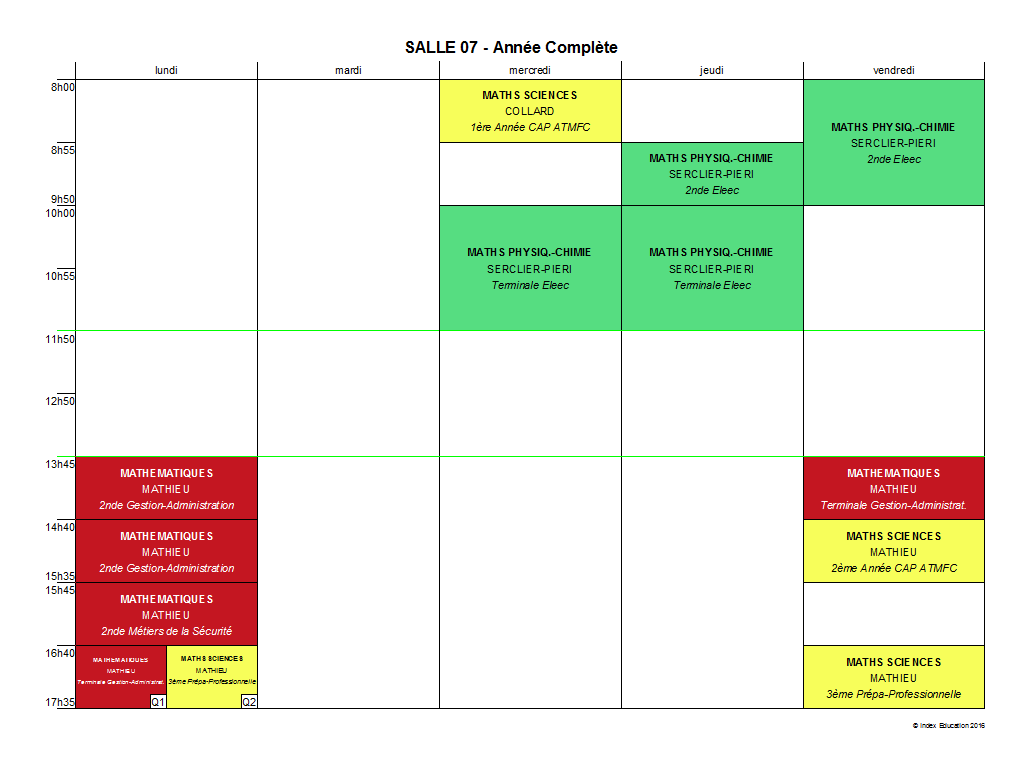 SALLE 07 - Année Complète
lundi mardi mercredi jeudi vendredi
8h00
8h55
9h50
10h00
10h55
11h50
12h50
13h45
14h40
15h35
15h45
16h40
17h35
MATHEMATIQUES
MATHIEU
2nde Gestion-Administration
MATHEMATIQUES
MATHIEU
2nde Gestion-Administration
MATHEMATIQUES
MATHIEU
2nde Métiers de la Sécurité
MATHEMATIQUES
MATHIEU
Terminale Gestion-Administrat.
Q1
MATHS SCIENCES
MATHIEU
3ème Prépa-Professionnelle
Q2
MATHS SCIENCES
COLLARD
1ère Année CAP ATMFC
MATHS PHYSIQ.-CHIMIE
SERCLIER-PIERI
Terminale Eleec
MATHS PHYSIQ.-CHIMIE
SERCLIER-PIERI
2nde Eleec
MATHS PHYSIQ.-CHIMIE
SERCLIER-PIERI
Terminale Eleec
MATHS PHYSIQ.-CHIMIE
SERCLIER-PIERI
2nde Eleec
MATHEMATIQUES
MATHIEU
Terminale Gestion-Administrat.
MATHS SCIENCES
MATHIEU
2ème Année CAP ATMFC
MATHS SCIENCES
MATHIEU
3ème Prépa-Professionnelle
© Index Education 2016